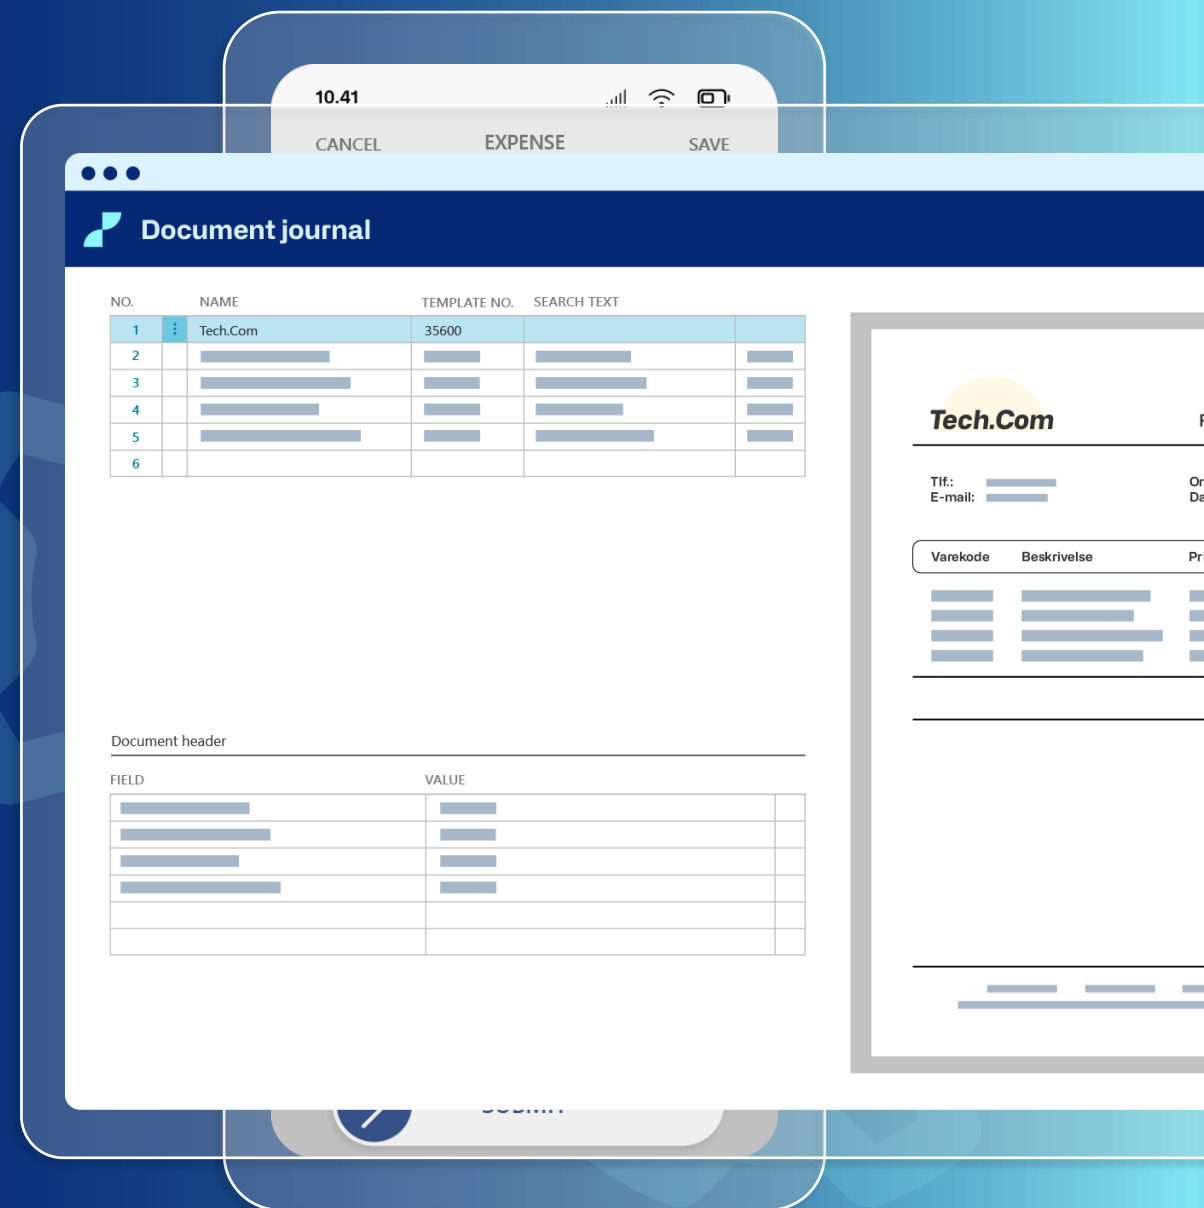 10.41
CANCEL EXPENSE SAVE
Document journal
NO. NAME TEMPLATE NO. SEARCH TEXT
1 Tech.Com 35600
2
3
4
5
6
Tech.Com
Tlf.:
E-mail:
Varekode Beskrivelse
Document header
FIELD VALUE